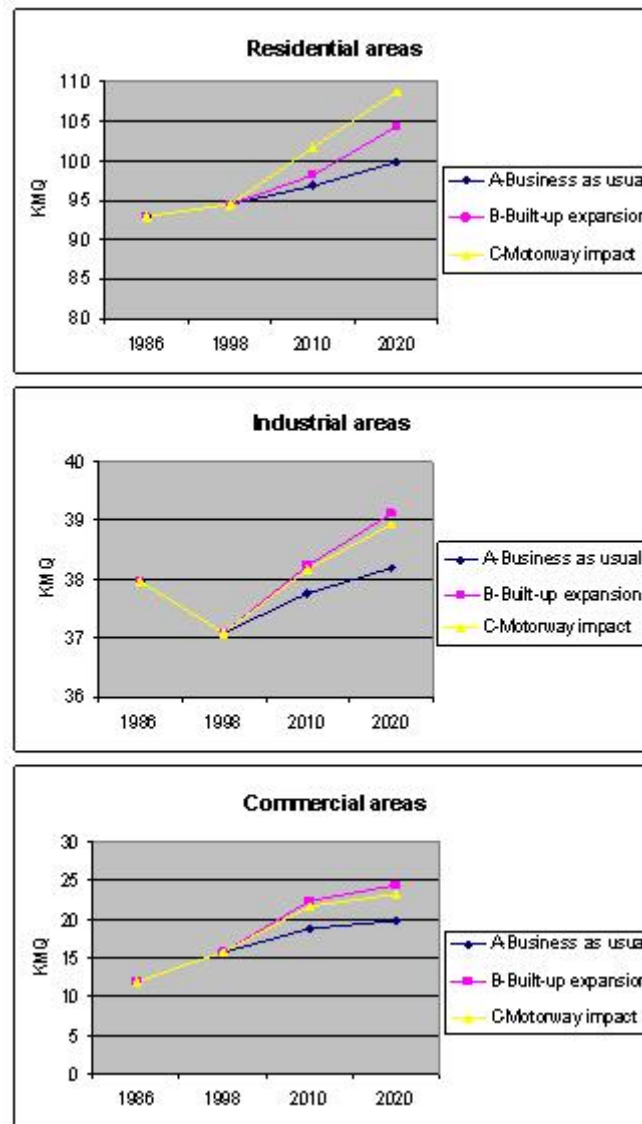 Residential areas
110
105
100
95
90
85
80
KMQ
1986 1998 2010 2020
A-Business as usual
B-Built-up expansion
C-Motorway impact
Industrial areas
40
39
38
37
36
KMQ
1986 1998 2010 2020
A-Business as usual
B-Built-up expansion
C-Motorway impact
Commercial areas
30
25
20
15
10
5
0
KMQ
1986 1998 2010 2020
A-Business as usua
B-Built-up expansion
C-Motorway impact